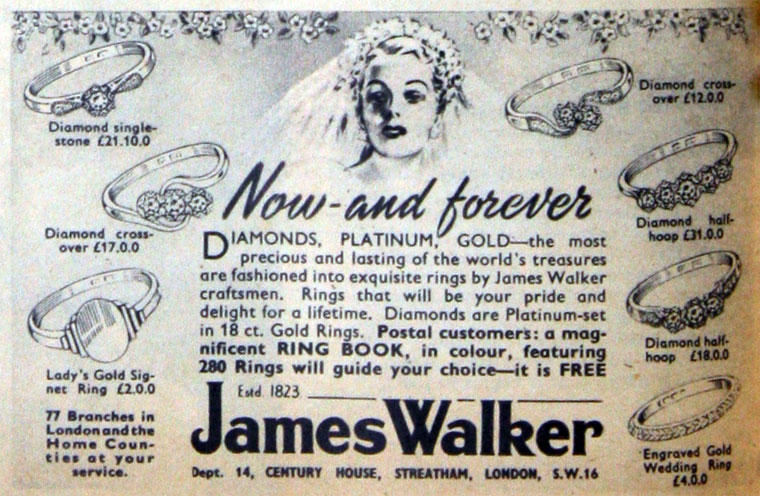 Diamond single-
stone £21.10.0
Diamond cross-
over £12.0.0
Diamond cross-
over £17.0.0
Diamond half-
hoop £31.0.0
Now-and forever
DIAMONDS, PLATINUM, GOLD—the most
precious and lasting of the world's treasures
are fashioned into exquisite rings by James Walker
craftsmen. Rings that will be your pride and
delight for a lifetime. Diamonds are Platinum-set
in 18 ct. Gold Rings. Postal customers: a mag-
nificent RING BOOK, in colour, featuring
280 Rings will guide your choice—it is FREE
Lady's Gold Sig-
net Ring £2.0.0
Diamond half-
hoop £18.0.0
77 Branches in
London and the
Home Coun-
ties at your
service.
Estd 1823
James Walker
Dept. 14, CENTURY HOUSE, STREATHAM, LONDON, S.W.16
Engraved Gold
Wedding Ring
£4.0.0